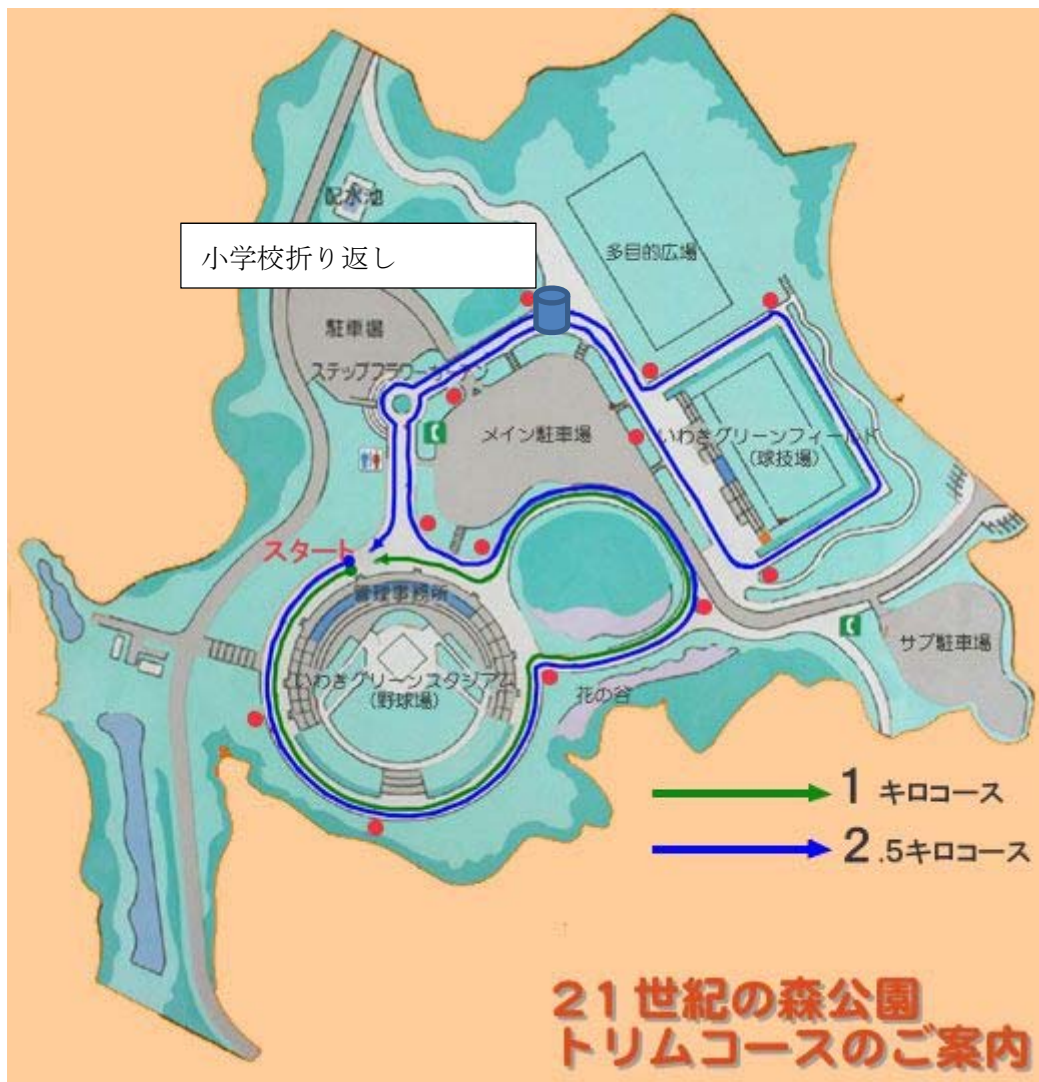 配水池
小学校折り返し
多目的広場
駐車場
ステップフラワーガーデン
メイン駐車場
いわきグリーンフィールド
(球技場)
スタート
管理事務所
サブ駐車場
いわきグリーンスタジアム
(野球場)
花の谷
1 キロコース
2.5キロコース
21世紀の森公園
トリムコースのご案内